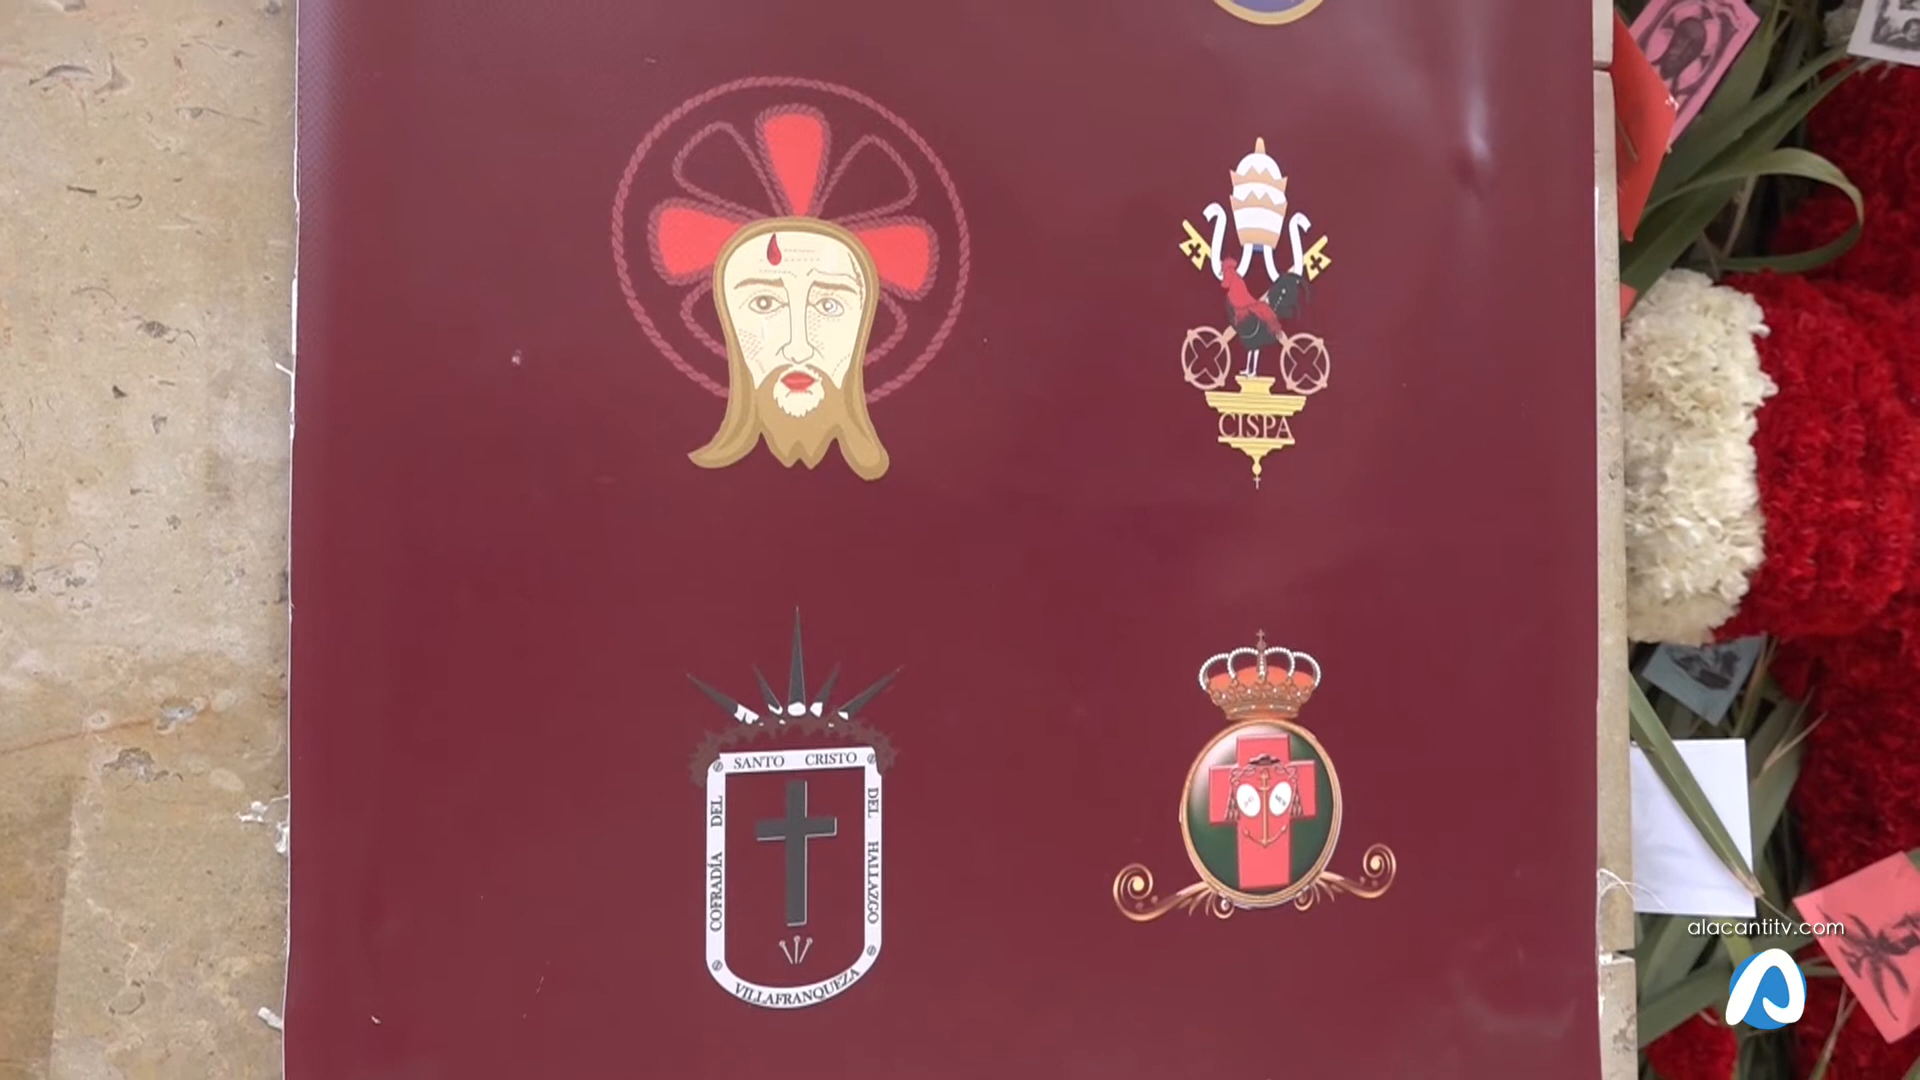 CISPA
SANTO CRISTO
COFRADÍA DEL
DEL HALLAZGO
VILLAFRANQUEZA
alacantitv.com